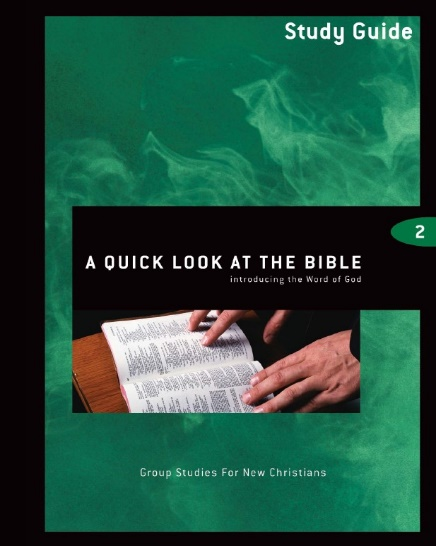 Study Guide
2
A QUICK LOOK AT THE BIBLE
introducing the Word of God
Group Studies For New Christians